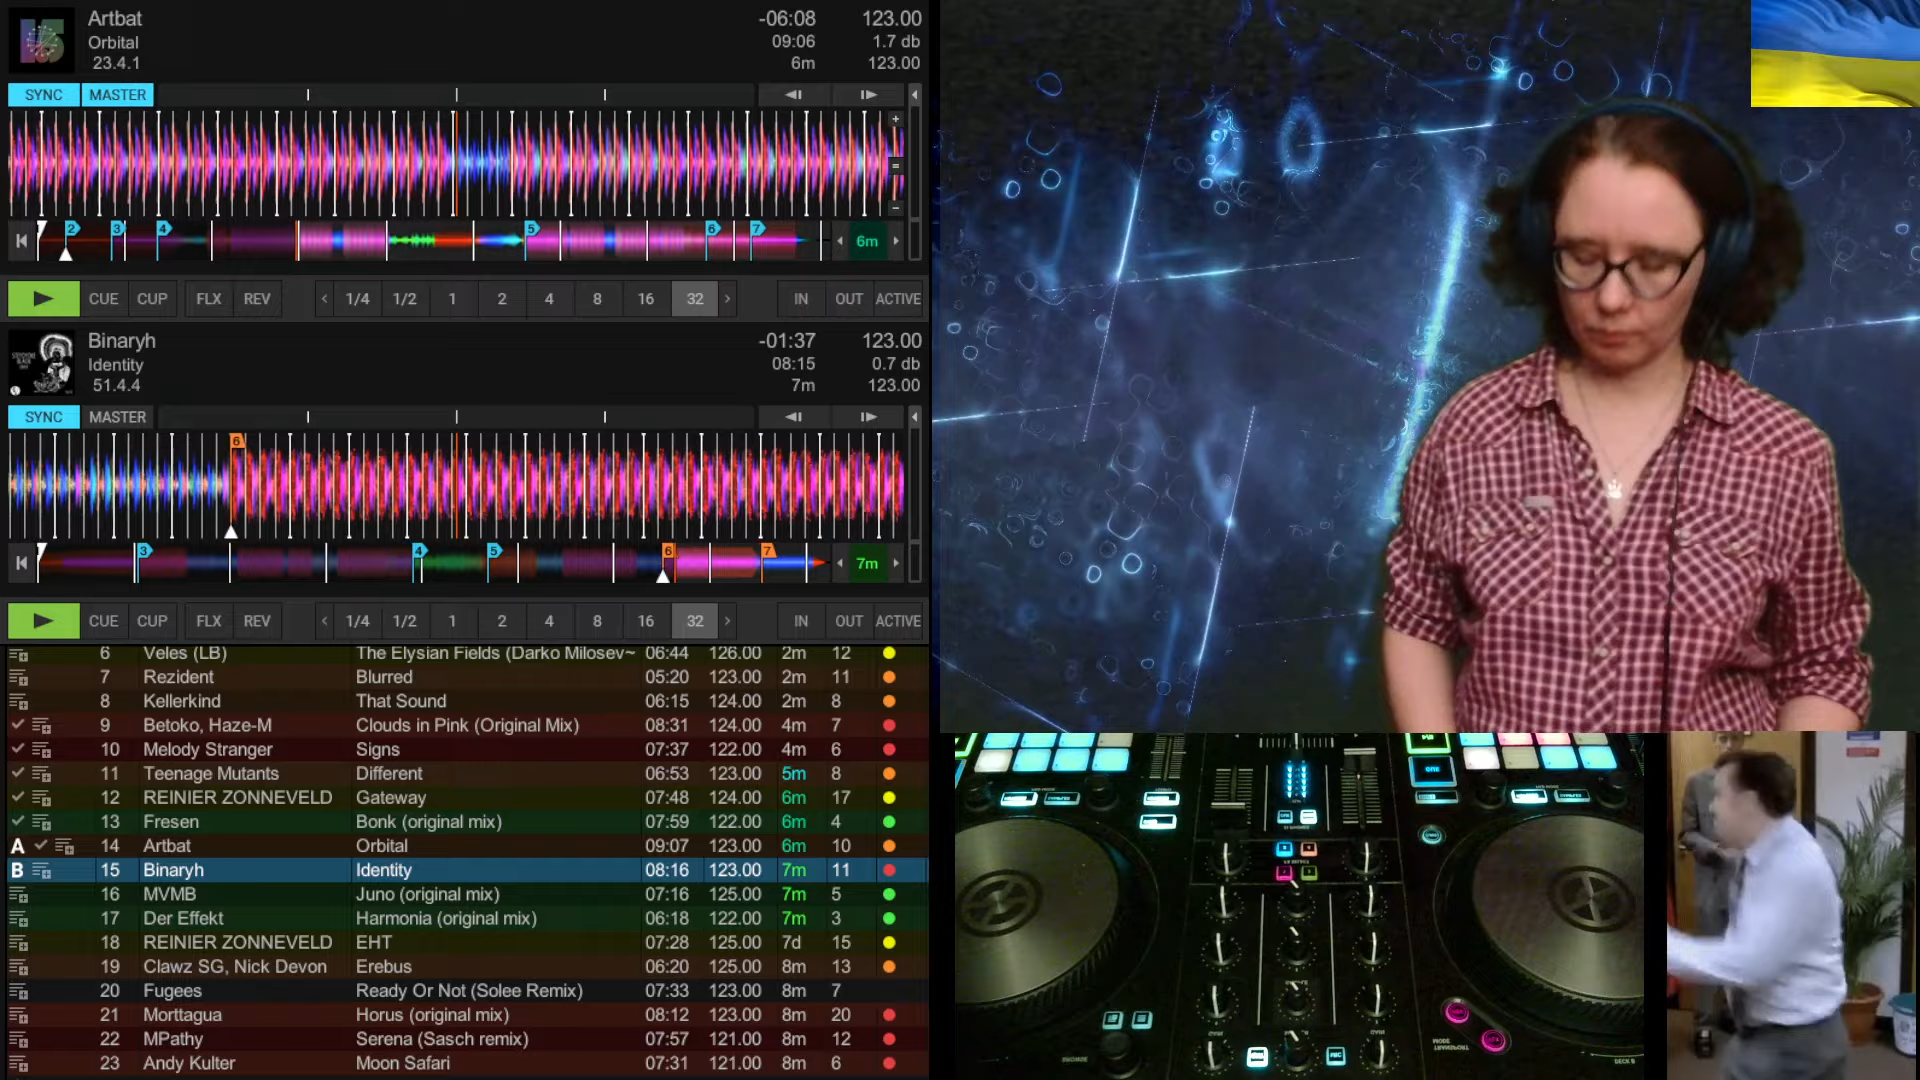 Artbat -06:08 123.00
Orbital 09:06 1.7 db
23.4.1 6m 123.00
SYNC MASTER
2 3 4 5 6 7 6m
CUE CUP FLX REV 1/4 1/2 1 2 4 8 16 32 IN OUT ACTIVE
Binaryh -01:37 123.00
Identity 08:15 0.7 db
51.4.4 7m 123.00
SYNC MASTER
6
3 4 5 6 7 7m
CUE CUP FLX REV 1/4 1/2 1 2 4 8 16 32 IN OUT ACTIVE
6 Veles (LB) The Elysian Fields (Darko Milosev~ 06:44 126.00 2m 12
7 Rezident Blurred 05:20 123.00 2m 11
8 Kellerkind That Sound 06:15 124.00 2m 8
9 Betoko, Haze-M Clouds in Pink (Original Mix) 08:31 124.00 4m 7
10 Melody Stranger Signs 07:37 122.00 4m 6
11 Teenage Mutants Different 06:53 123.00 5m 8
12 REINIER ZONNEVELD Gateway 07:48 124.00 6m 17
13 Fresen Bonk (original mix) 07:59 122.00 6m 4
A 14 Artbat Orbital 09:07 123.00 6m 10
B 15 Binaryh Identity 08:16 123.00 7m 11
16 MVMB Juno (original mix) 07:16 125.00 7m 5
17 Der Effekt Harmonia (original mix) 06:18 122.00 7m 3
18 REINIER ZONNEVELD EHT 07:28 125.00 7d 15
19 Clawz SG, Nick Devon Erebus 06:20 125.00 8m 13
20 Fugees Ready Or Not (Solee Remix) 07:33 123.00 8m 7
21 Morttagua Horus (original mix) 08:12 123.00 8m 20
22 MPathy Serena (Sasch remix) 07:57 121.00 8m 12
23 Andy Kulter Moon Safari 07:31 121.00 8m 6